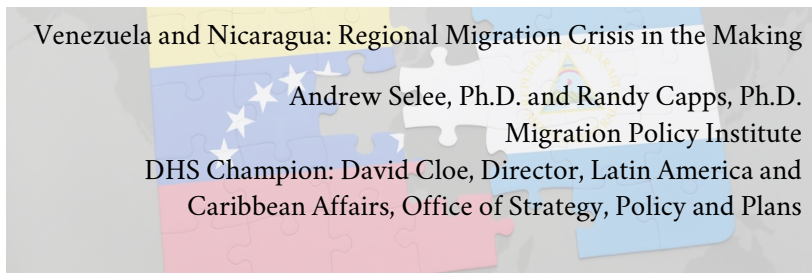 Venezuela and Nicaragua: Regional Migration Crisis in the Making
Andrew Selee, Ph.D. and Randy Capps, Ph.D.
Migration Policy Institute
DHS Champion: David Cloe, Director, Latin America and
Caribbean Affairs, Office of Strategy, Policy and Plans